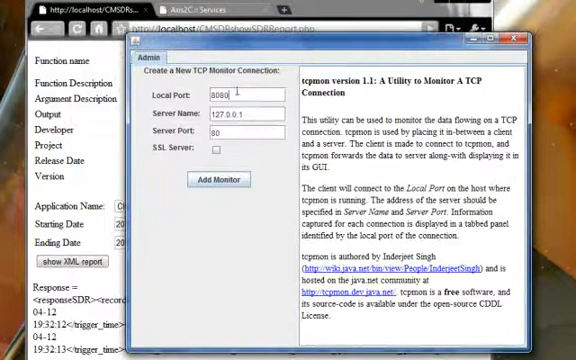 http://localhost/CMSDR
Axis2C :: Services
http://localhost/CMSDRshowSDRReport.php
Function name
Function Description
Argument Description
Output
Developer
Project
Release Date
Version
Application Name:
Starting Date 20
Ending Date 20
show XML report
Response =
<responseSDR><record
04-12
19:32:12</trigger_time>
04-12
19:32:13</trigger_time>
Admin
Create a New TCP Monitor Connection:
Local Port: 8080
Server Name: 127.0.0.1
Server Port: 80
SSL Server:
Add Monitor
tcpmon version 1.1: A Utility to Monitor A TCP
Connection
This utility can be used to monitor the data flowing on a TCP
connection. tcpmon is used by placing it in-between a client
and a server. The client is made to connect to tcpmon, and
tcpmon forwards the data to server along-with displaying it in
its GUI.
The client will connect to the Local Port on the host where
tcpmon is running. The address of the server should be
specified in Server Name and Server Port. Information
captured for each connection is displayed in a tabbed panel
identified by the local port of the connection.
tcpmon is authored by Inderjeet Singh
(http://wiki.java.net/bin/view/People/InderjeetSingh) and is
hosted on the java.net community at
http://tcpmon.dev.java.net/. tcpmon is a free software, and
its source-code is available under the open-source CDDL
License.